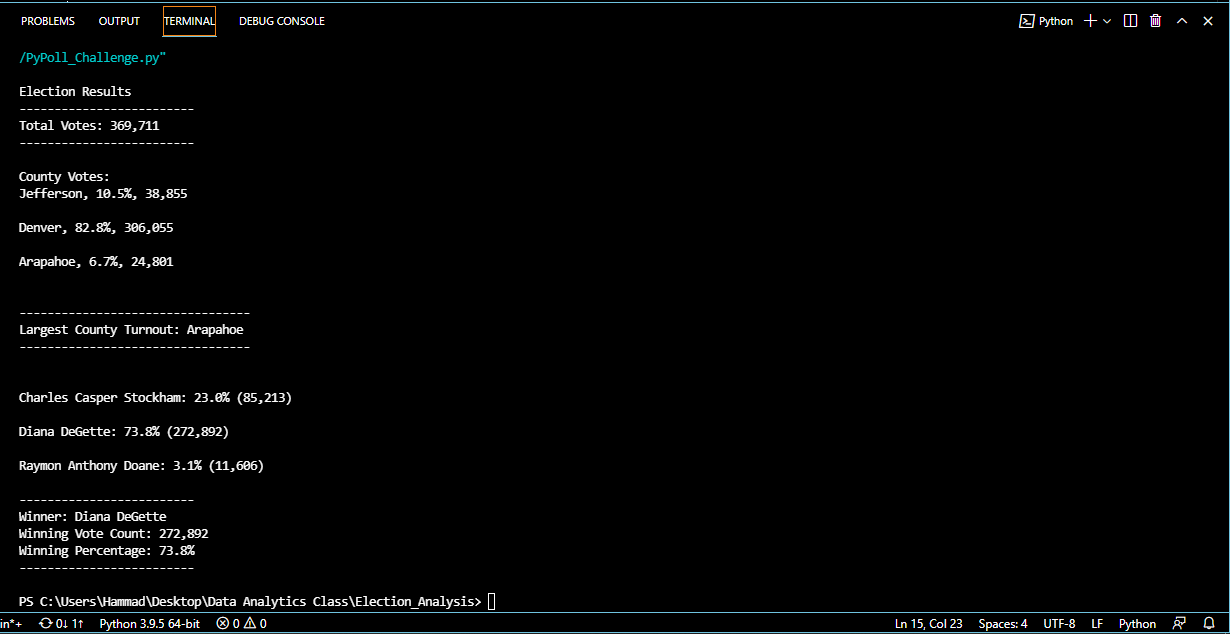 PROBLEMS OUTPUT TERMINAL DEBUG CONSOLE Python
/PyPoll_Challenge.py"
Election Results
-------------------------
Total Votes: 369,711
-------------------------
County Votes:
Jefferson, 10.5%, 38,855
Denver, 82.8%, 306,055
Arapahoe, 6.7%, 24,801
---------------------------------
Largest County Turnout: Arapahoe
---------------------------------
Charles Casper Stockham: 23.0% (85,213)
Diana DeGette: 73.8% (272,892)
Raymon Anthony Doane: 3.1% (11,606)
-------------------------
Winner: Diana DeGette
Winning Vote Count: 272,892
Winning Percentage: 73.8%
-------------------------
PS C:\Users\Hammad\Desktop\Data Analytics Class\Election_Analysis>
in*+ 0↓ 1↑ Python 3.9.5 64-bit 0 0 Ln 15, Col 23 Spaces: 4 UTF-8 LF Python